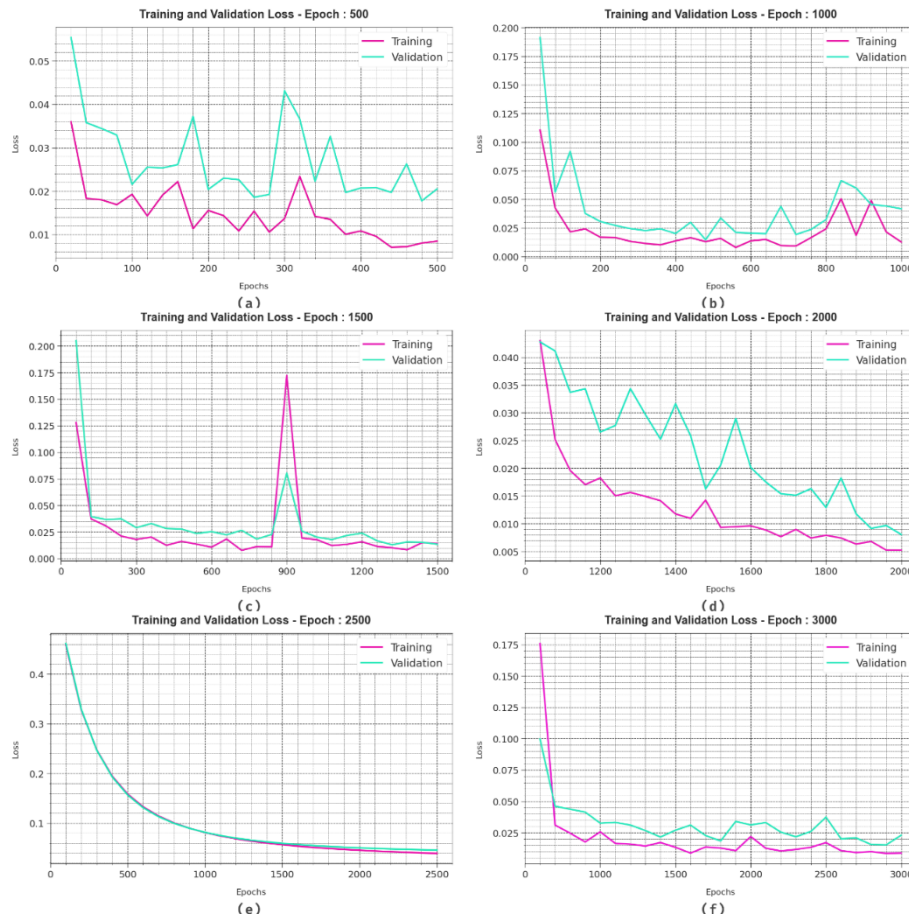 Training and Validation Loss - Epoch : 500
Training
Validation
0.05
0.04
0.03
0.02
0.01
Loss
0 100 200 300 400 500
Epochs
(a)
Training and Validation Loss - Epoch : 1000
Training
Validation
0.200
0.175
0.150
0.125
0.100
0.075
0.050
0.025
0.000
Loss
0 200 400 600 800 1000
Epochs
(b)
Training and Validation Loss - Epoch : 1500
Training
Validation
0.200
0.175
0.150
0.125
0.100
0.075
0.050
0.025
0.000
Loss
0 300 600 900 1200 1500
Epochs
(c)
Training and Validation Loss - Epoch : 2000
Training
Validation
0.040
0.035
0.030
0.025
0.020
0.015
0.010
0.005
Loss
1200 1400 1600 1800 2000
Epochs
(d)
Training and Validation Loss - Epoch : 2500
Training
Validation
0.4
0.3
0.2
0.1
Loss
0 500 1000 1500 2000 2500
Epochs
(e)
Training and Validation Loss - Epoch : 3000
Training
Validation
0.175
0.150
0.125
0.100
0.075
0.050
0.025
Loss
1000 1500 2000 2500 3000
Epochs
(f)